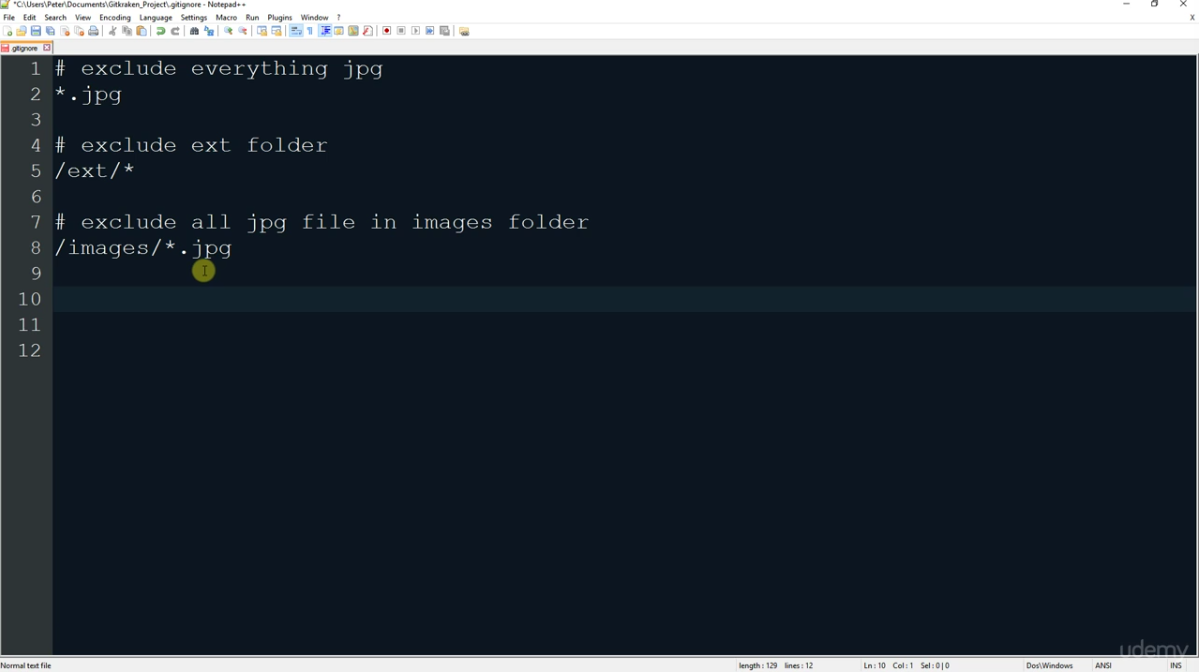 *C:\Users\Peter\Documents\Gitkraken_Project\.gitignore - Notepad++
File Edit Search View Encoding Language Settings Macro Run Plugins Window ?
X
.gitignore
1 # exclude everything jpg
2 *.jpg
3
4 # exclude ext folder
5 /ext/*
6
7 # exclude all jpg file in images folder
8 /images/*.jpg
9
10
11
12
udemy
Normal text file length : 129 lines : 12 Ln : 10 Col : 1 Sel : 0 | 0 Dos\Windows ANSI INS